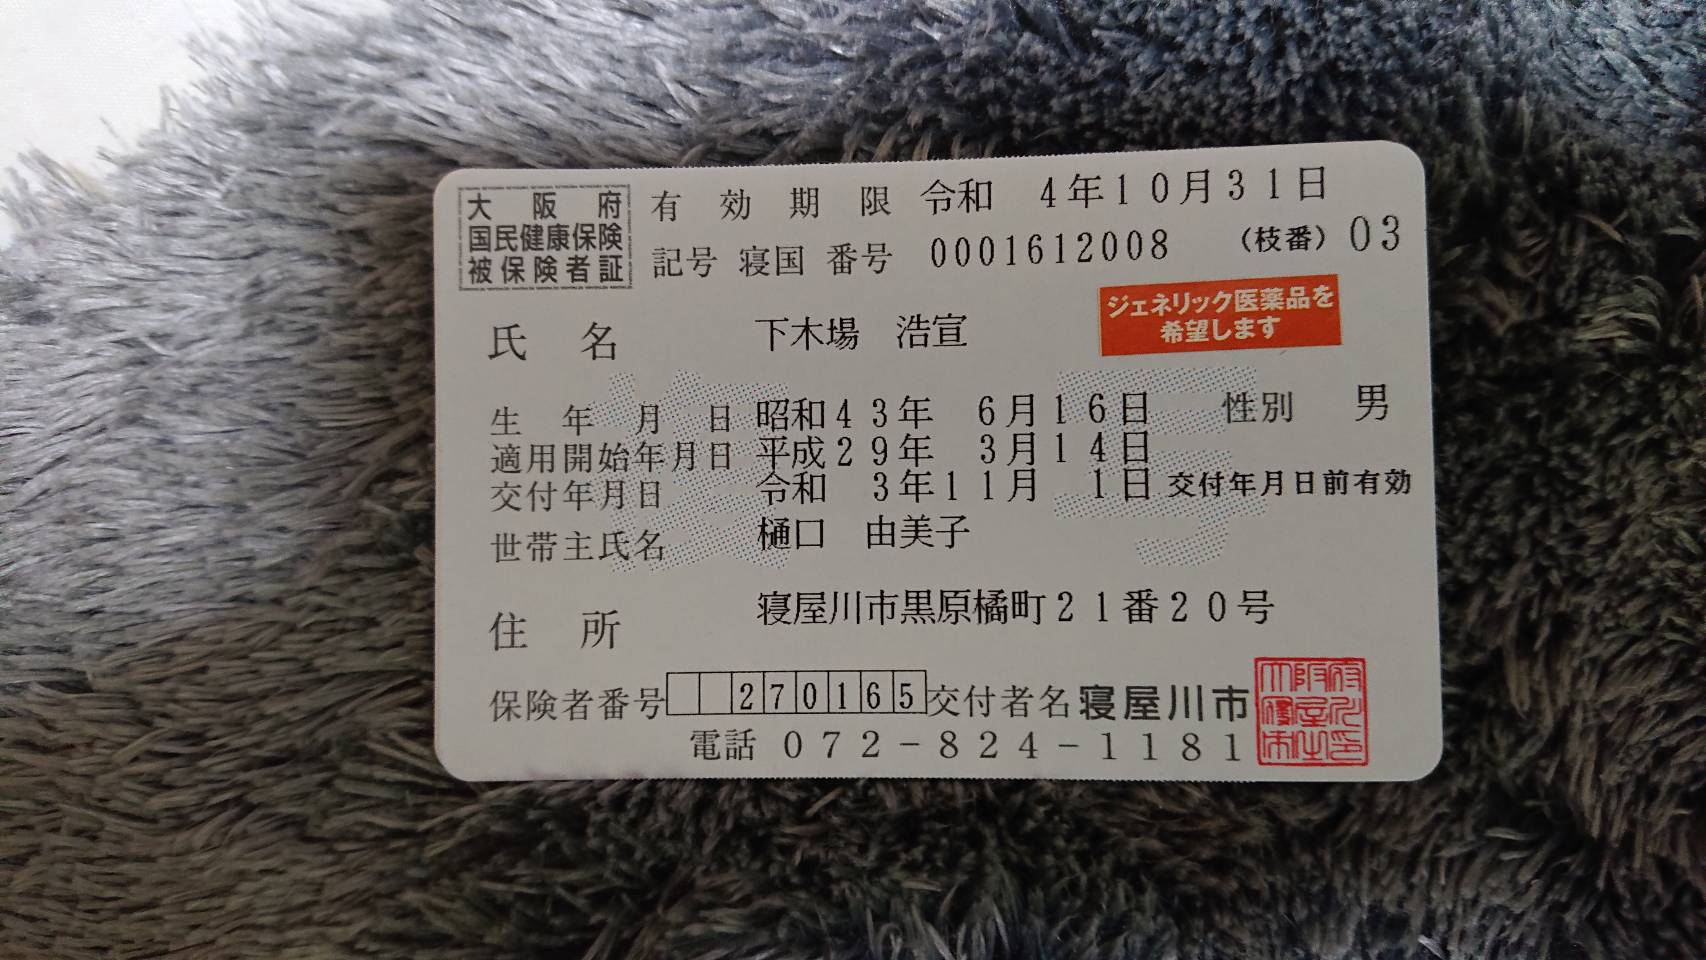 大阪府
国民健康保険
被保険者証
有効期限 令和 4年10月31日
記号 寝国 番号 0001612008 (枝番) 03
ジェネリック医薬品を
希望します
氏名 下木場 浩宣
生年月日 昭和43年 6月16日 性別 男
適用開始年月日 平成29年 3月14日
交付年月日 令和 3年11月 1日 交付年月日前有効
世帯主氏名 樋口 由美子
住所 寝屋川市黒原橘町21番20号
保険者番号 270165 交付者名 寝屋川市
電話 072-824-1181